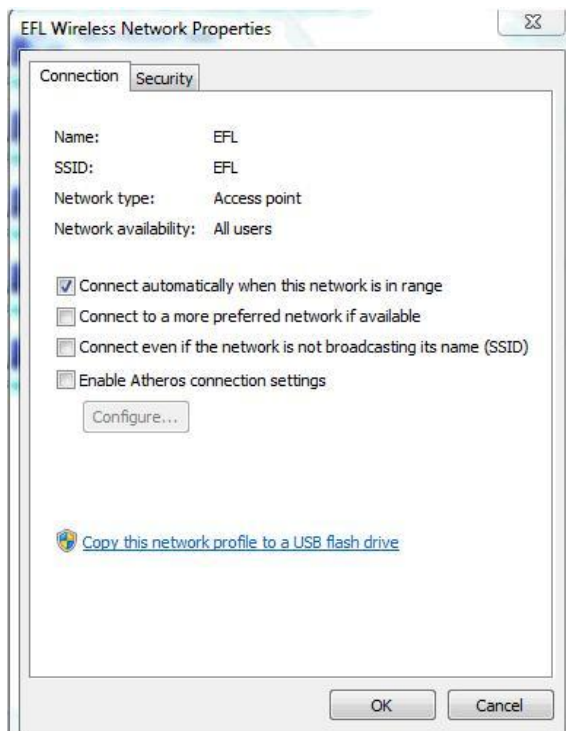 EFL Wireless Network Properties
Connection Security
Name: EFL
SSID: EFL
Network type: Access point
Network availability: All users
Connect automatically when this network is in range
Connect to a more preferred network if available
Connect even if the network is not broadcasting its name (SSID)
Enable Atheros connection settings
Configure...
Copy this network profile to a USB flash drive
OK Cancel